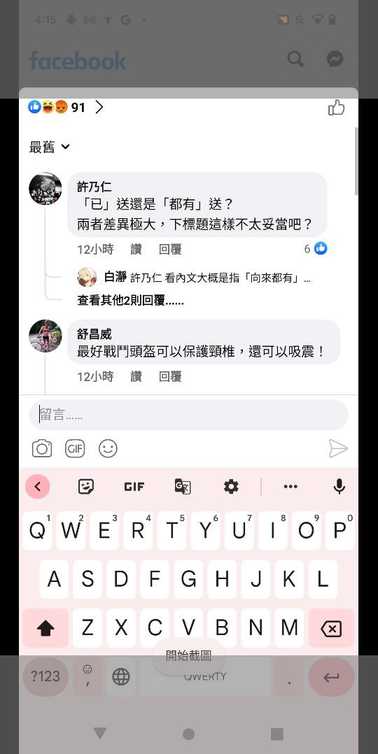 4:15
facebook
91
最舊
許乃仁
「已」送還是「都有」送？
兩者差異極大，下標題這樣不太妥當吧？
12小時 讚 回覆 6
白瀞 許乃仁 看內文大概是指「向來都有」...
查看其他2則回覆......
舒昌威
最好戰鬥頭盔可以保護頸椎，還可以吸震！
12小時 讚 回覆
留言......
GIF
GIF
1 2 3 4 5 6 7 8 9 0
Q W E R T Y U I O P
A S D F G H J K L
Z X C V B N M
開始截圖
?123 , QWERTY .